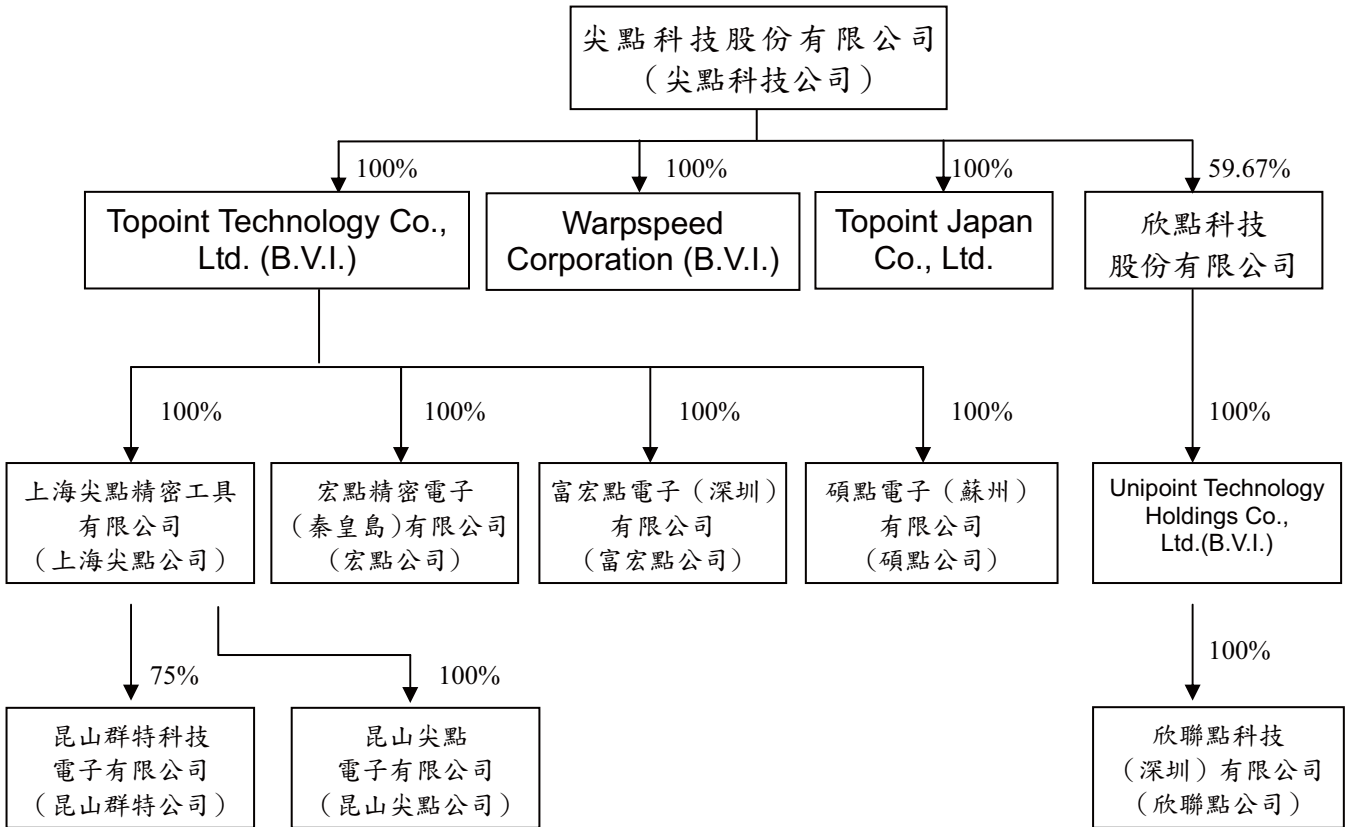 尖點科技股份有限公司
（尖點科技公司）
100%
100%
100%
59.67%
Topoint Technology Co.,
Ltd. (B.V.I.)
Warpspeed
Corporation (B.V.I.)
Topoint Japan
Co., Ltd.
欣點科技
股份有限公司
100%
100%
100%
100%
100%
上海尖點精密工具
有限公司
（上海尖點公司）
宏點精密電子
（秦皇島)有限公司
（宏點公司）
富宏點電子（深圳）
有限公司
（富宏點公司）
碩點電子（蘇州）
有限公司
（碩點公司）
Unipoint Technology
Holdings Co.,
Ltd.(B.V.I.)
75%
100%
100%
昆山群特科技
電子有限公司
（昆山群特公司）
昆山尖點
電子有限公司
（昆山尖點公司）
欣聯點科技
（深圳）有限公司
（欣聯點公司）